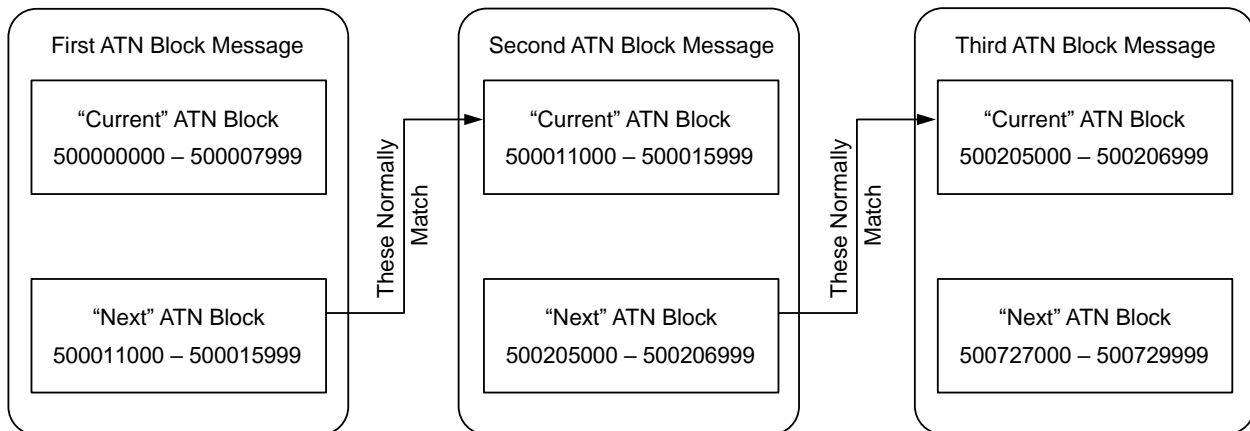 First ATN Block Message
“Current” ATN Block
500000000 – 500007999
“Next” ATN Block
500011000 – 500015999
These Normally
Match
Second ATN Block Message
“Current” ATN Block
500011000 – 500015999
“Next” ATN Block
500205000 – 500206999
These Normally
Match
Third ATN Block Message
“Current” ATN Block
500205000 – 500206999
“Next” ATN Block
500727000 – 500729999